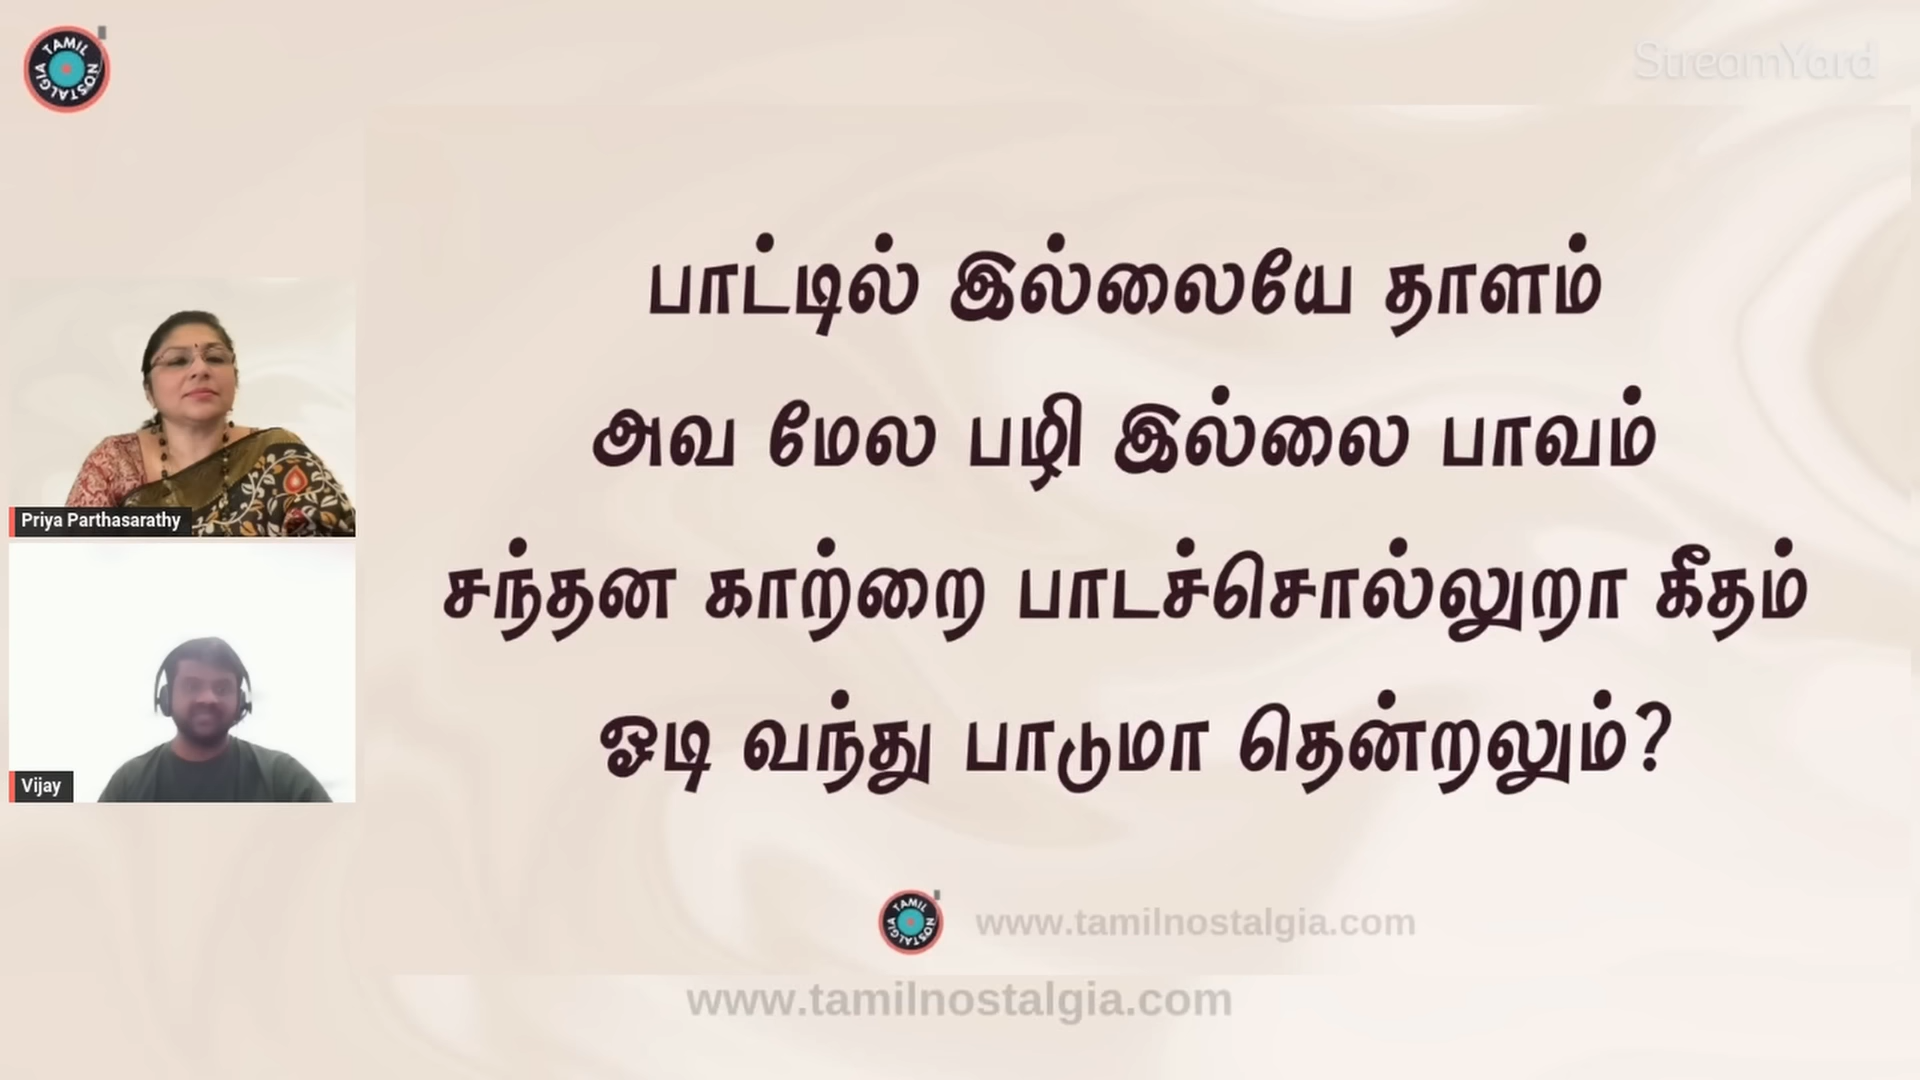 TAMIL NOSTALGIA
StreamYard
பாட்டில் இல்லையே தாளம்
அவ மேல பழி இல்லை பாவம்
சந்தன காற்றை பாடச்சொல்லுறா கீதம்
ஓடி வந்து பாடுமா தென்றலும்?
Priya Parthasarathy
Vijay
TAMIL NOSTALGIA
www.tamilnostalgia.com
www.tamilnostalgia.com